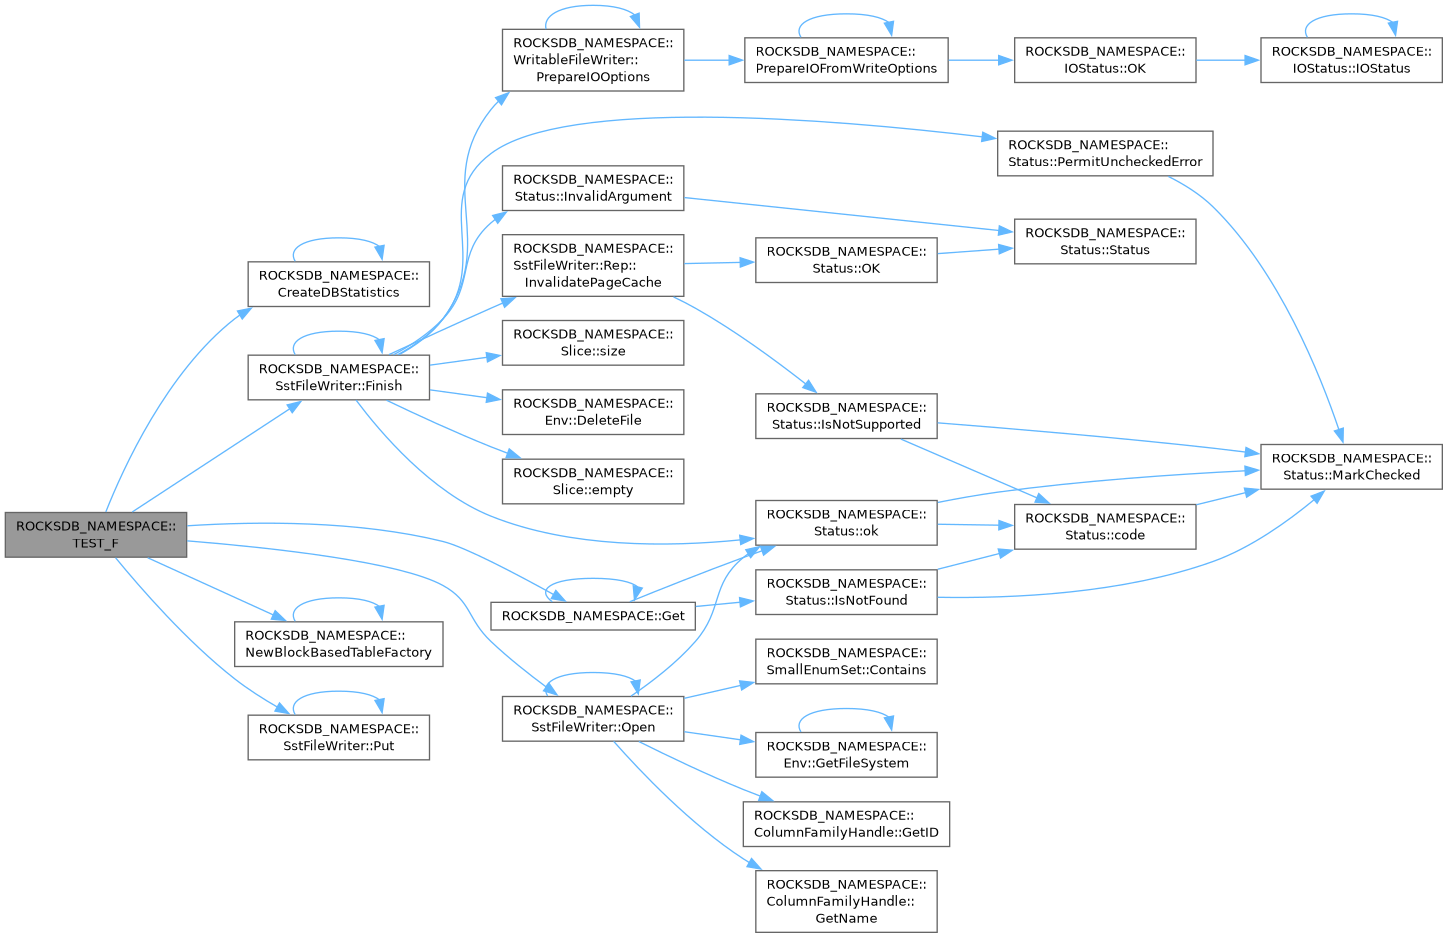 ROCKSDB_NAMESPACE::
TEST_F
ROCKSDB_NAMESPACE::
CreateDBStatistics
ROCKSDB_NAMESPACE::
SstFileWriter::Finish
ROCKSDB_NAMESPACE::
NewBlockBasedTableFactory
ROCKSDB_NAMESPACE::
SstFileWriter::Put
ROCKSDB_NAMESPACE::
WritableFileWriter::
PrepareIOOptions
ROCKSDB_NAMESPACE::
Status::InvalidArgument
ROCKSDB_NAMESPACE::
SstFileWriter::Rep::
InvalidatePageCache
ROCKSDB_NAMESPACE::
Slice::size
ROCKSDB_NAMESPACE::
Env::DeleteFile
ROCKSDB_NAMESPACE::
Slice::empty
ROCKSDB_NAMESPACE::Get
ROCKSDB_NAMESPACE::
SstFileWriter::Open
ROCKSDB_NAMESPACE::
PrepareIOFromWriteOptions
ROCKSDB_NAMESPACE::
Status::OK
ROCKSDB_NAMESPACE::
Status::IsNotSupported
ROCKSDB_NAMESPACE::
Status::ok
ROCKSDB_NAMESPACE::
Status::IsNotFound
ROCKSDB_NAMESPACE::
SmallEnumSet::Contains
ROCKSDB_NAMESPACE::
Env::GetFileSystem
ROCKSDB_NAMESPACE::
ColumnFamilyHandle::GetID
ROCKSDB_NAMESPACE::
ColumnFamilyHandle::
GetName
ROCKSDB_NAMESPACE::
IOStatus::OK
ROCKSDB_NAMESPACE::
Status::PermitUncheckedError
ROCKSDB_NAMESPACE::
Status::Status
ROCKSDB_NAMESPACE::
Status::code
ROCKSDB_NAMESPACE::
IOStatus::IOStatus
ROCKSDB_NAMESPACE::
Status::MarkChecked